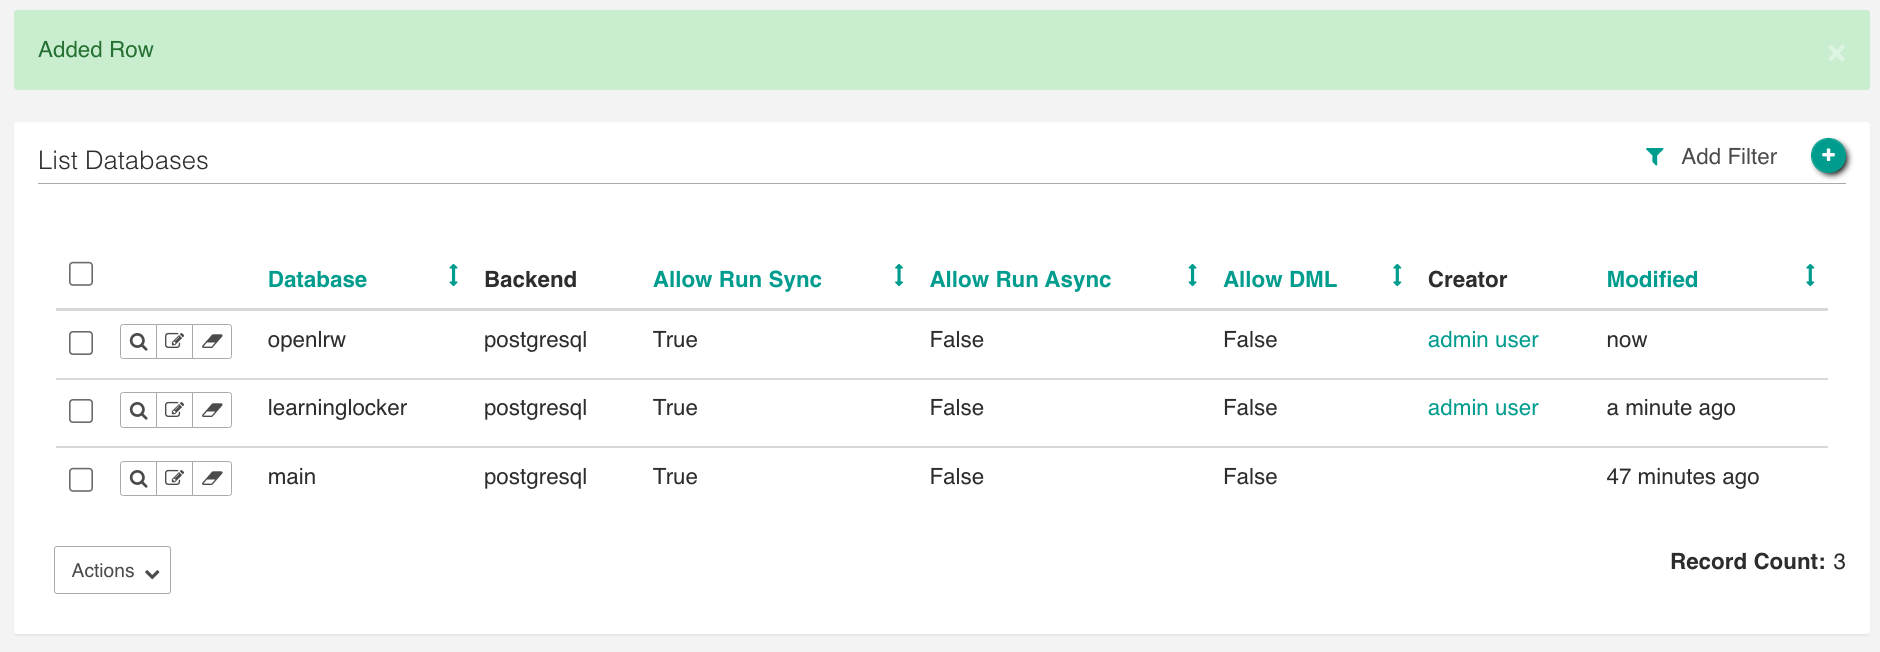 Added Row
×
List Databases
Add Filter
Database Backend Allow Run Sync Allow Run Async Allow DML Creator Modified
openlrw postgresql True False False admin user now
learninglocker postgresql True False False admin user a minute ago
main postgresql True False False 47 minutes ago
Actions
Record Count: 3